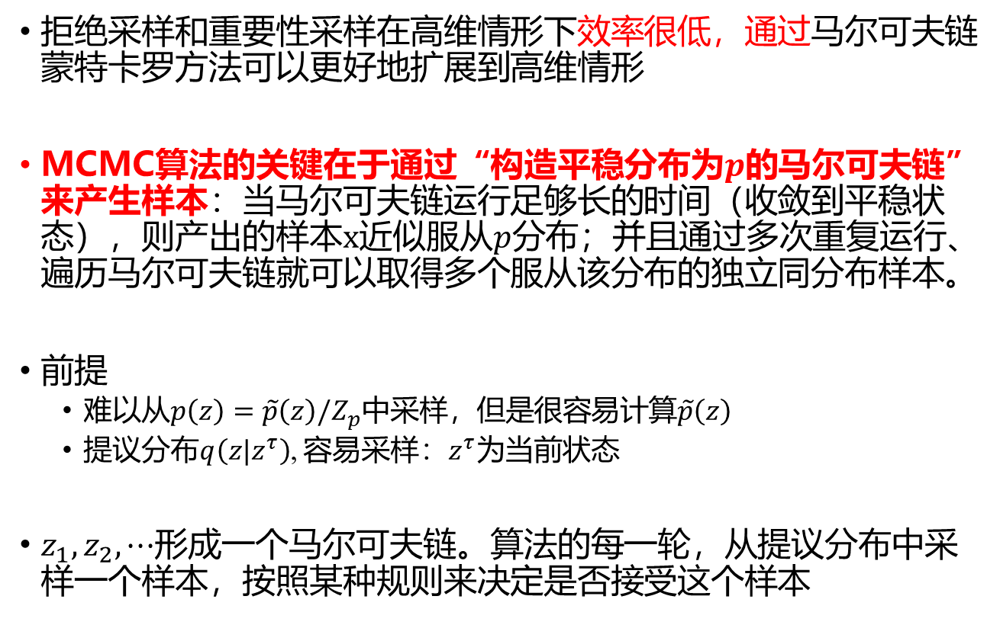 • 拒绝采样和重要性采样在高维情形下效率很低，通过马尔可夫链
蒙特卡罗方法可以更好地扩展到高维情形
• MCMC算法的关键在于通过“构造平稳分布为p的马尔可夫链”
来产生样本：当马尔可夫链运行足够长的时间（收敛到平稳状
态），则产出的样本x近似服从p分布；并且通过多次重复运行、
遍历马尔可夫链就可以取得多个服从该分布的独立同分布样本。
• 前提
• 难以从p(z) = p̃(z)/Zₚ中采样，但是很容易计算p̃(z)
• 提议分布q(z|z^τ), 容易采样：z^τ为当前状态
• z₁, z₂, ⋯形成一个马尔可夫链。算法的每一轮，从提议分布中采
样一个样本，按照某种规则来决定是否接受这个样本